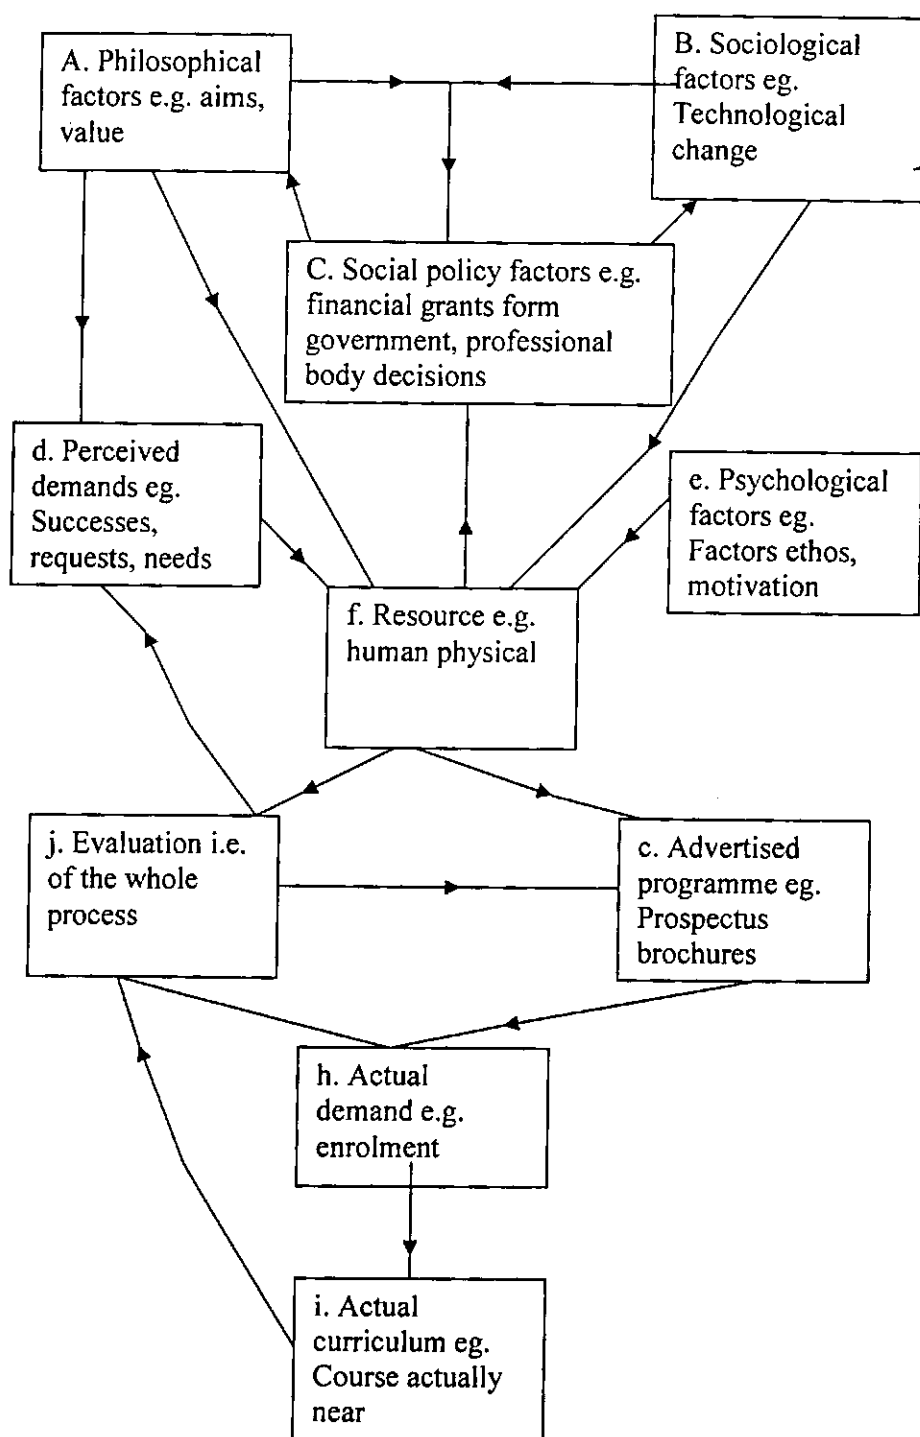 A. Philosophical
factors e.g. aims,
value
B. Sociological
factors eg.
Technological
change
C. Social policy factors e.g.
financial grants form
government, professional
body decisions
d. Perceived
demands eg.
Successes,
requests, needs
e. Psychological
factors eg.
Factors ethos,
motivation
f. Resource e.g.
human physical
j. Evaluation i.e.
of the whole
process
c. Advertised
programme eg.
Prospectus
brochures
h. Actual
demand e.g.
enrolment
i. Actual
curriculum eg.
Course actually
near